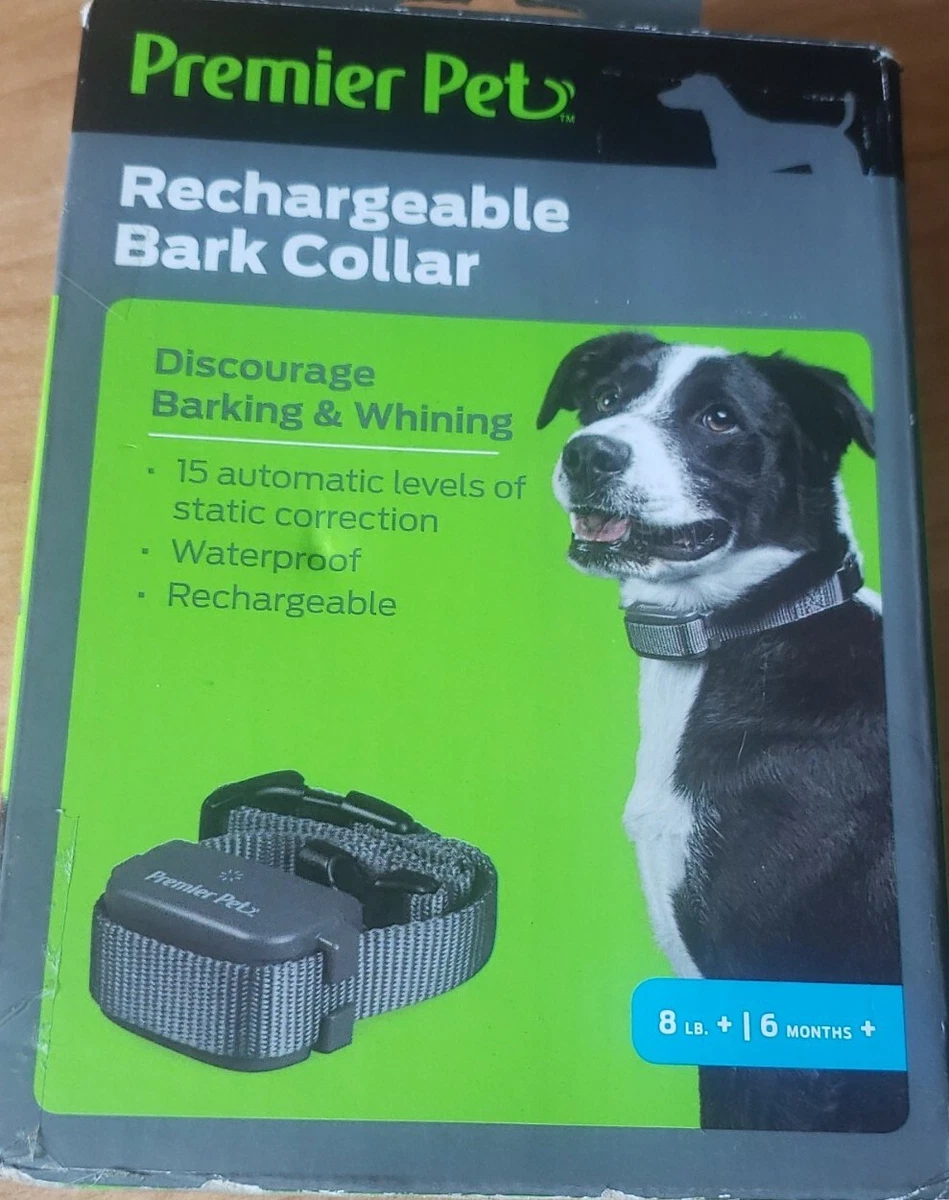 Premier Pet™
Rechargeable
Bark Collar
Discourage
Barking & Whining
· 15 automatic levels of
static correction
· Waterproof
· Rechargeable
Premier Pet
8 LB. + | 6 MONTHS +